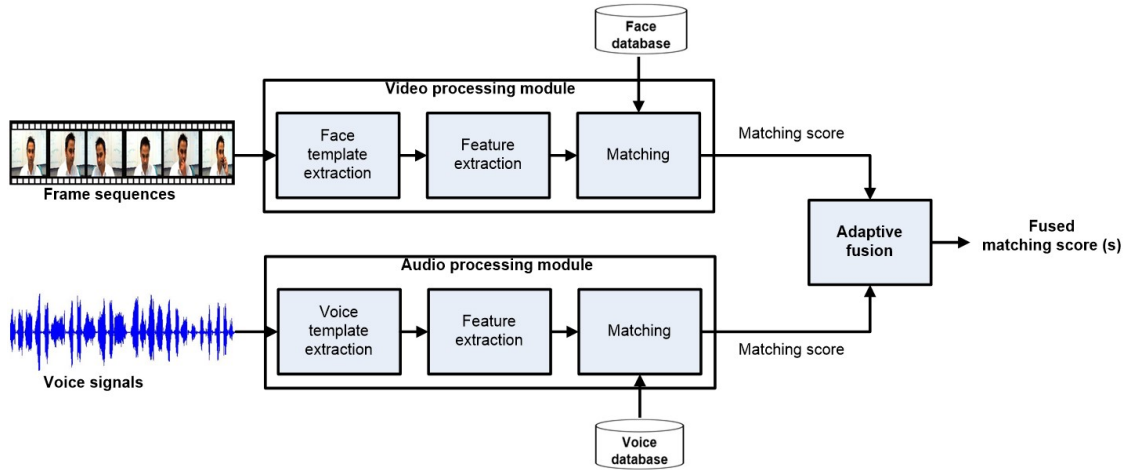 Face
database
Video processing module
Face
template
extraction
Feature
extraction
Matching
Matching score
Frame sequences
Adaptive
fusion
Fused
matching score (s)
Audio processing module
Voice
template
extraction
Feature
extraction
Matching
Matching score
Voice signals
Voice
database